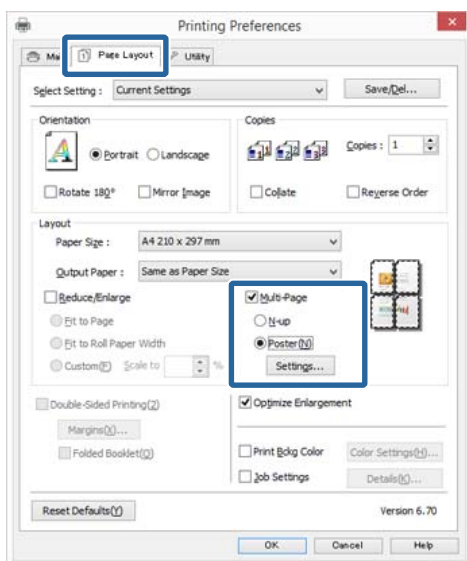 Printing Preferences
Page Layout
Utility
Select Setting : Current Settings Save/Del...
Orientation Copies
Portrait Landscape Copies : 1
Rotate 180° Mirror Image Collate Reverse Order
Layout
Paper Size : A4 210 x 297 mm
Output Paper : Same as Paper Size
Reduce/Enlarge Multi-Page
Fit to Page N-up
Fit to Roll Paper Width Poster(N)
Custom(F) Scale to % Settings...
Double-Sided Printing(2) Optimize Enlargement
Margins(X)...
Folded Booklet(Q) Print Bckg Color Color Settings(H)...
Job Settings Details(K)...
Reset Defaults(Y) Version 6.70
OK Cancel Help